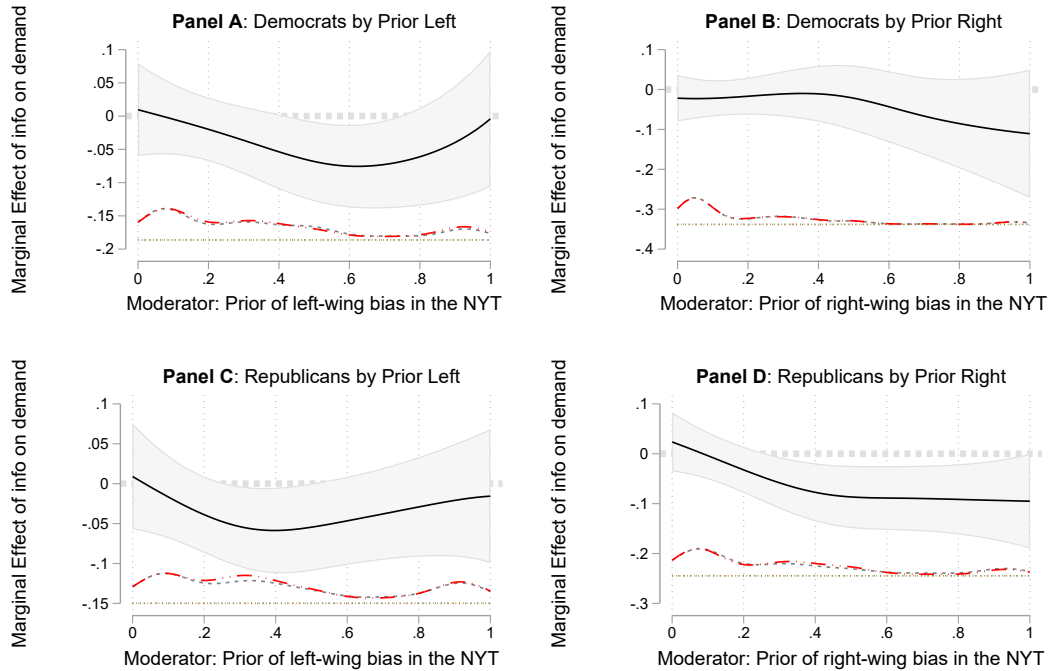 Panel A: Democrats by Prior Left
Marginal Effect of info on demand
.1
.05
0
-.05
-.1
-.15
-.2
0 .2 .4 .6 .8 1
Moderator: Prior of left-wing bias in the NYT
Panel B: Democrats by Prior Right
Marginal Effect of info on demand
.1
0
-.1
-.2
-.3
-.4
0 .2 .4 .6 .8 1
Moderator: Prior of right-wing bias in the NYT
Panel C: Republicans by Prior Left
Marginal Effect of info on demand
.1
.05
0
-.05
-.1
-.15
0 .2 .4 .6 .8 1
Moderator: Prior of left-wing bias in the NYT
Panel D: Republicans by Prior Right
Marginal Effect of info on demand
.1
0
-.1
-.2
-.3
0 .2 .4 .6 .8 1
Moderator: Prior of right-wing bias in the NYT